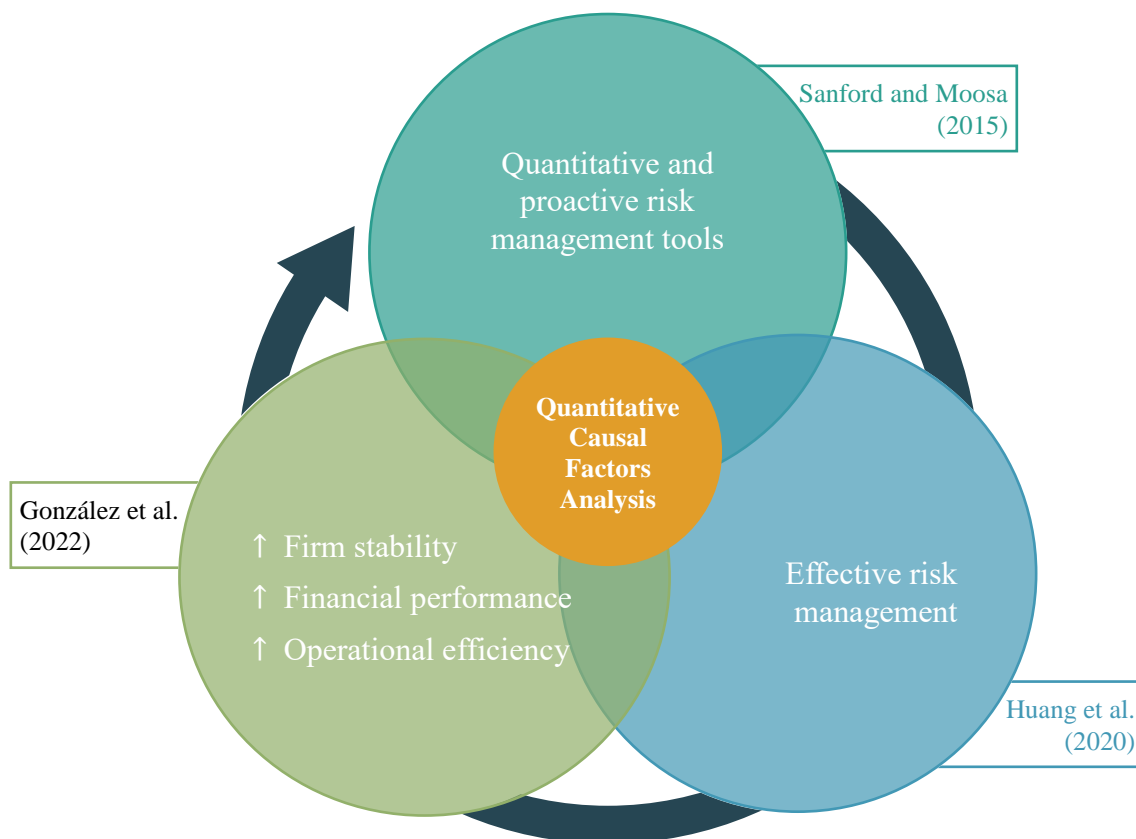 Sanford and Moosa
(2015)
Quantitative and
proactive risk
management tools
Quantitative
Causal
Factors
Analysis
González et al.
(2022)
↑ Firm stability
↑ Financial performance
↑ Operational efficiency
Effective risk
management
Huang et al.
(2020)